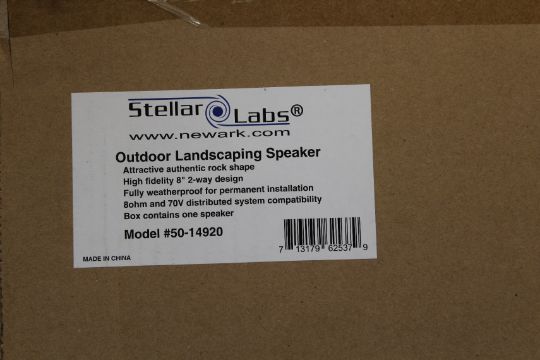 Stellar Labs®
www.newark.com
Outdoor Landscaping Speaker
Attractive authentic rock shape
High fidelity 8" 2-way design
Fully weatherproof for permanent installation
8ohm and 70V distributed system compatibility
Box contains one speaker
Model #50-14920
7 13179 62537 9
MADE IN CHINA